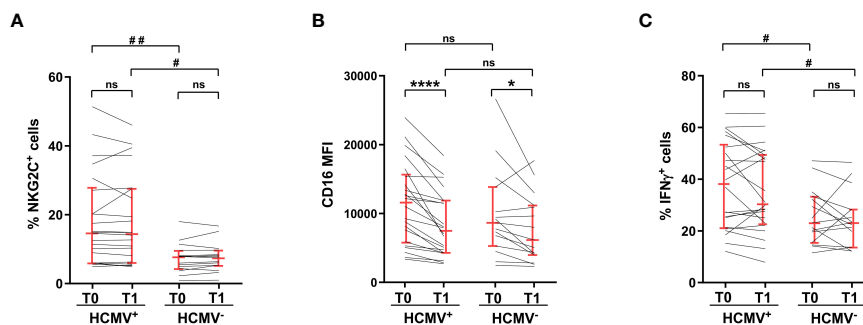 A
# #
#
ns
ns
% NKG2C⁺ cells
60
40
20
0
T0 T1 T0 T1
HCMV⁺ HCMV⁻
B
ns
ns
****
*
CD16 MFI
30000
20000
10000
0
T0 T1 T0 T1
HCMV⁺ HCMV⁻
C
#
#
ns
ns
% IFNγ⁺ cells
80
60
40
20
0
T0 T1 T0 T1
HCMV⁺ HCMV⁻